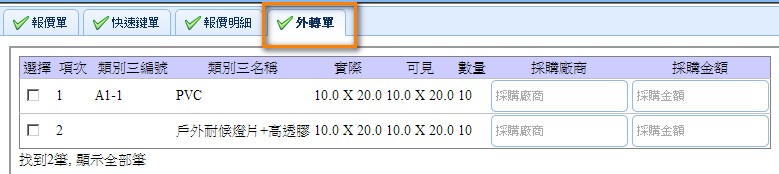 報價單 快速鍵單 報價明細 外轉單
選擇 項次 類別三編號 類別三名稱 實際 可見 數量 採購廠商 採購金額
1 A1-1 PVC 10.0 X 20.0 10.0 X 20.0 10 採購廠商 採購金額
2 戶外耐候燈片+高透膠 10.0 X 20.0 10.0 X 20.0 10 採購廠商 採購金額
找到2筆, 顯示全部筆